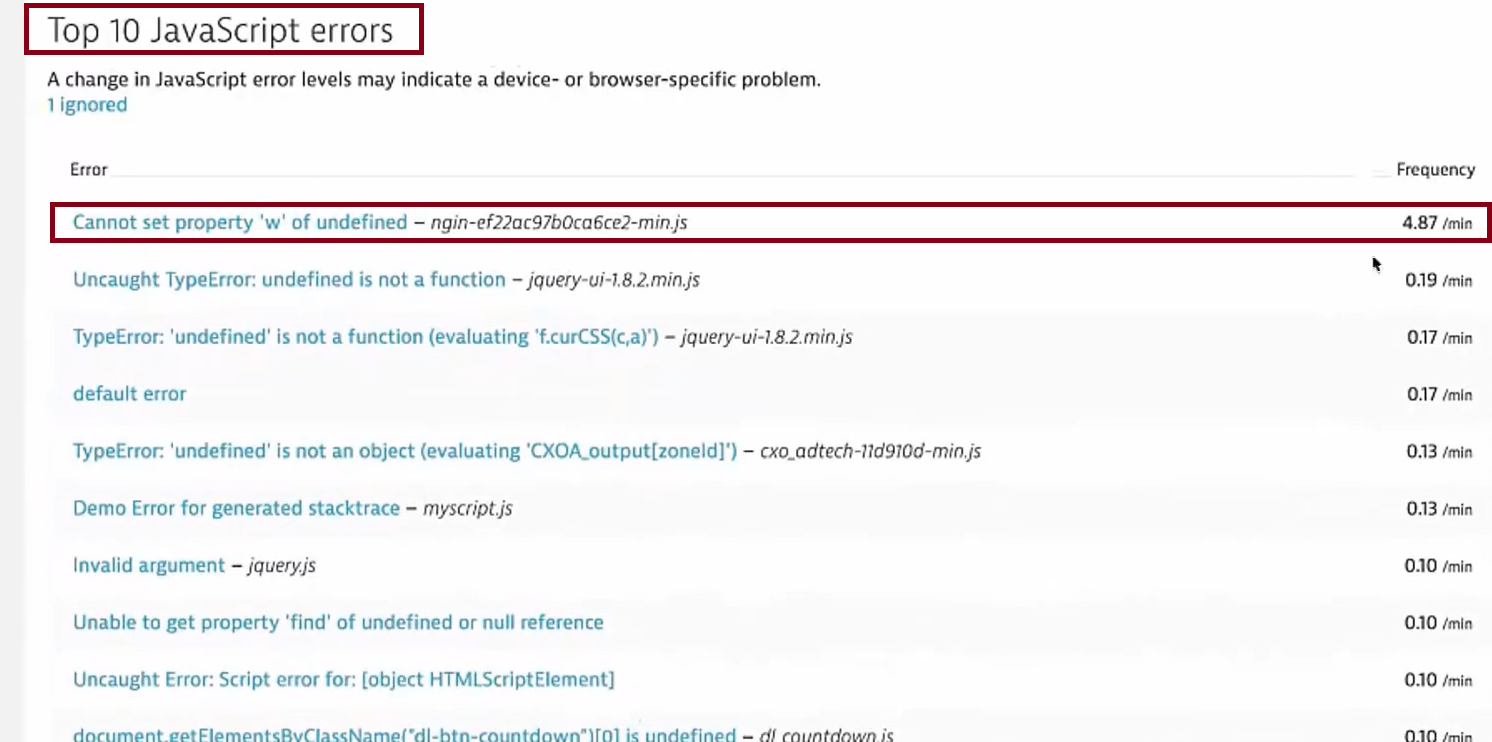 Top 10 JavaScript errors
A change in JavaScript error levels may indicate a device- or browser-specific problem.
1 ignored
Error Frequency
Cannot set property 'w' of undefined – ngin-ef22ac97b0ca6ce2-min.js 4.87 /min
Uncaught TypeError: undefined is not a function – jquery-ui-1.8.2.min.js 0.19 /min
TypeError: 'undefined' is not a function (evaluating 'f.curCSS(c,a)') – jquery-ui-1.8.2.min.js 0.17 /min
default error 0.17 /min
TypeError: 'undefined' is not an object (evaluating 'CXOA_output[zoneId]') – cxo_adtech-11d910d-min.js 0.13 /min
Demo Error for generated stacktrace – myscript.js 0.13 /min
Invalid argument – jquery.js 0.10 /min
Unable to get property 'find' of undefined or null reference 0.10 /min
Uncaught Error: Script error for: [object HTMLScriptElement] 0.10 /min
document.getElementsByClassName("dl-btn-countdown")[0] is undefined – dl_countdown.js 0.10 /min